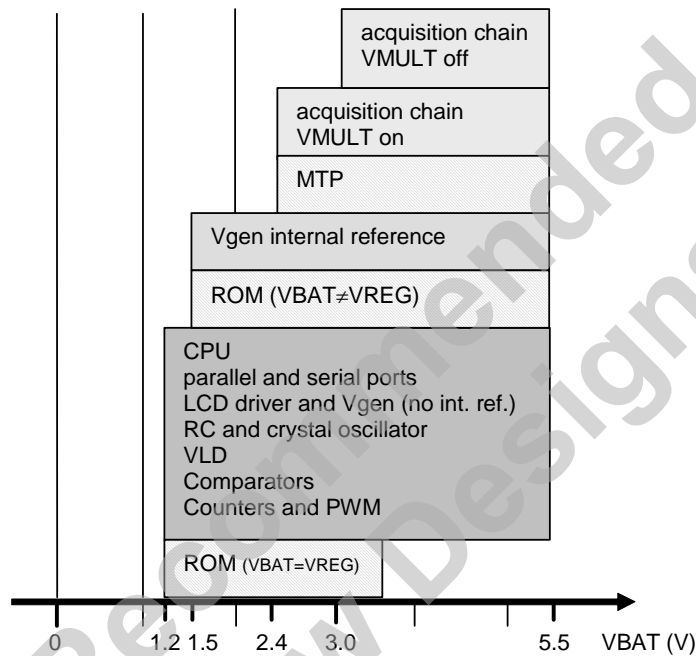 acquisition chain
VMULT off
acquisition chain
VMULT on
MTP
Vgen internal reference
ROM (VBAT≠VREG)
CPU
parallel and serial ports
LCD driver and Vgen (no int. ref.)
RC and crystal oscillator
VLD
Comparators
Counters and PWM
ROM (VBAT=VREG)
0 1.2 1.5 2.4 3.0 5.5 VBAT (V)
Recommended
Designs